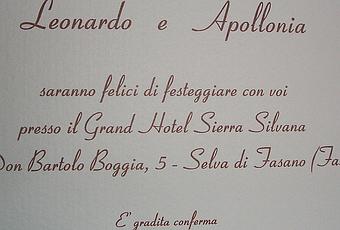 Leonardo e Apollonia
saranno felici di festeggiare con voi
presso il Grand Hotel Sierra Silvana
Don Bartolo Boggia, 5 - Selva di Fasano (Fa
E' gradita conferma